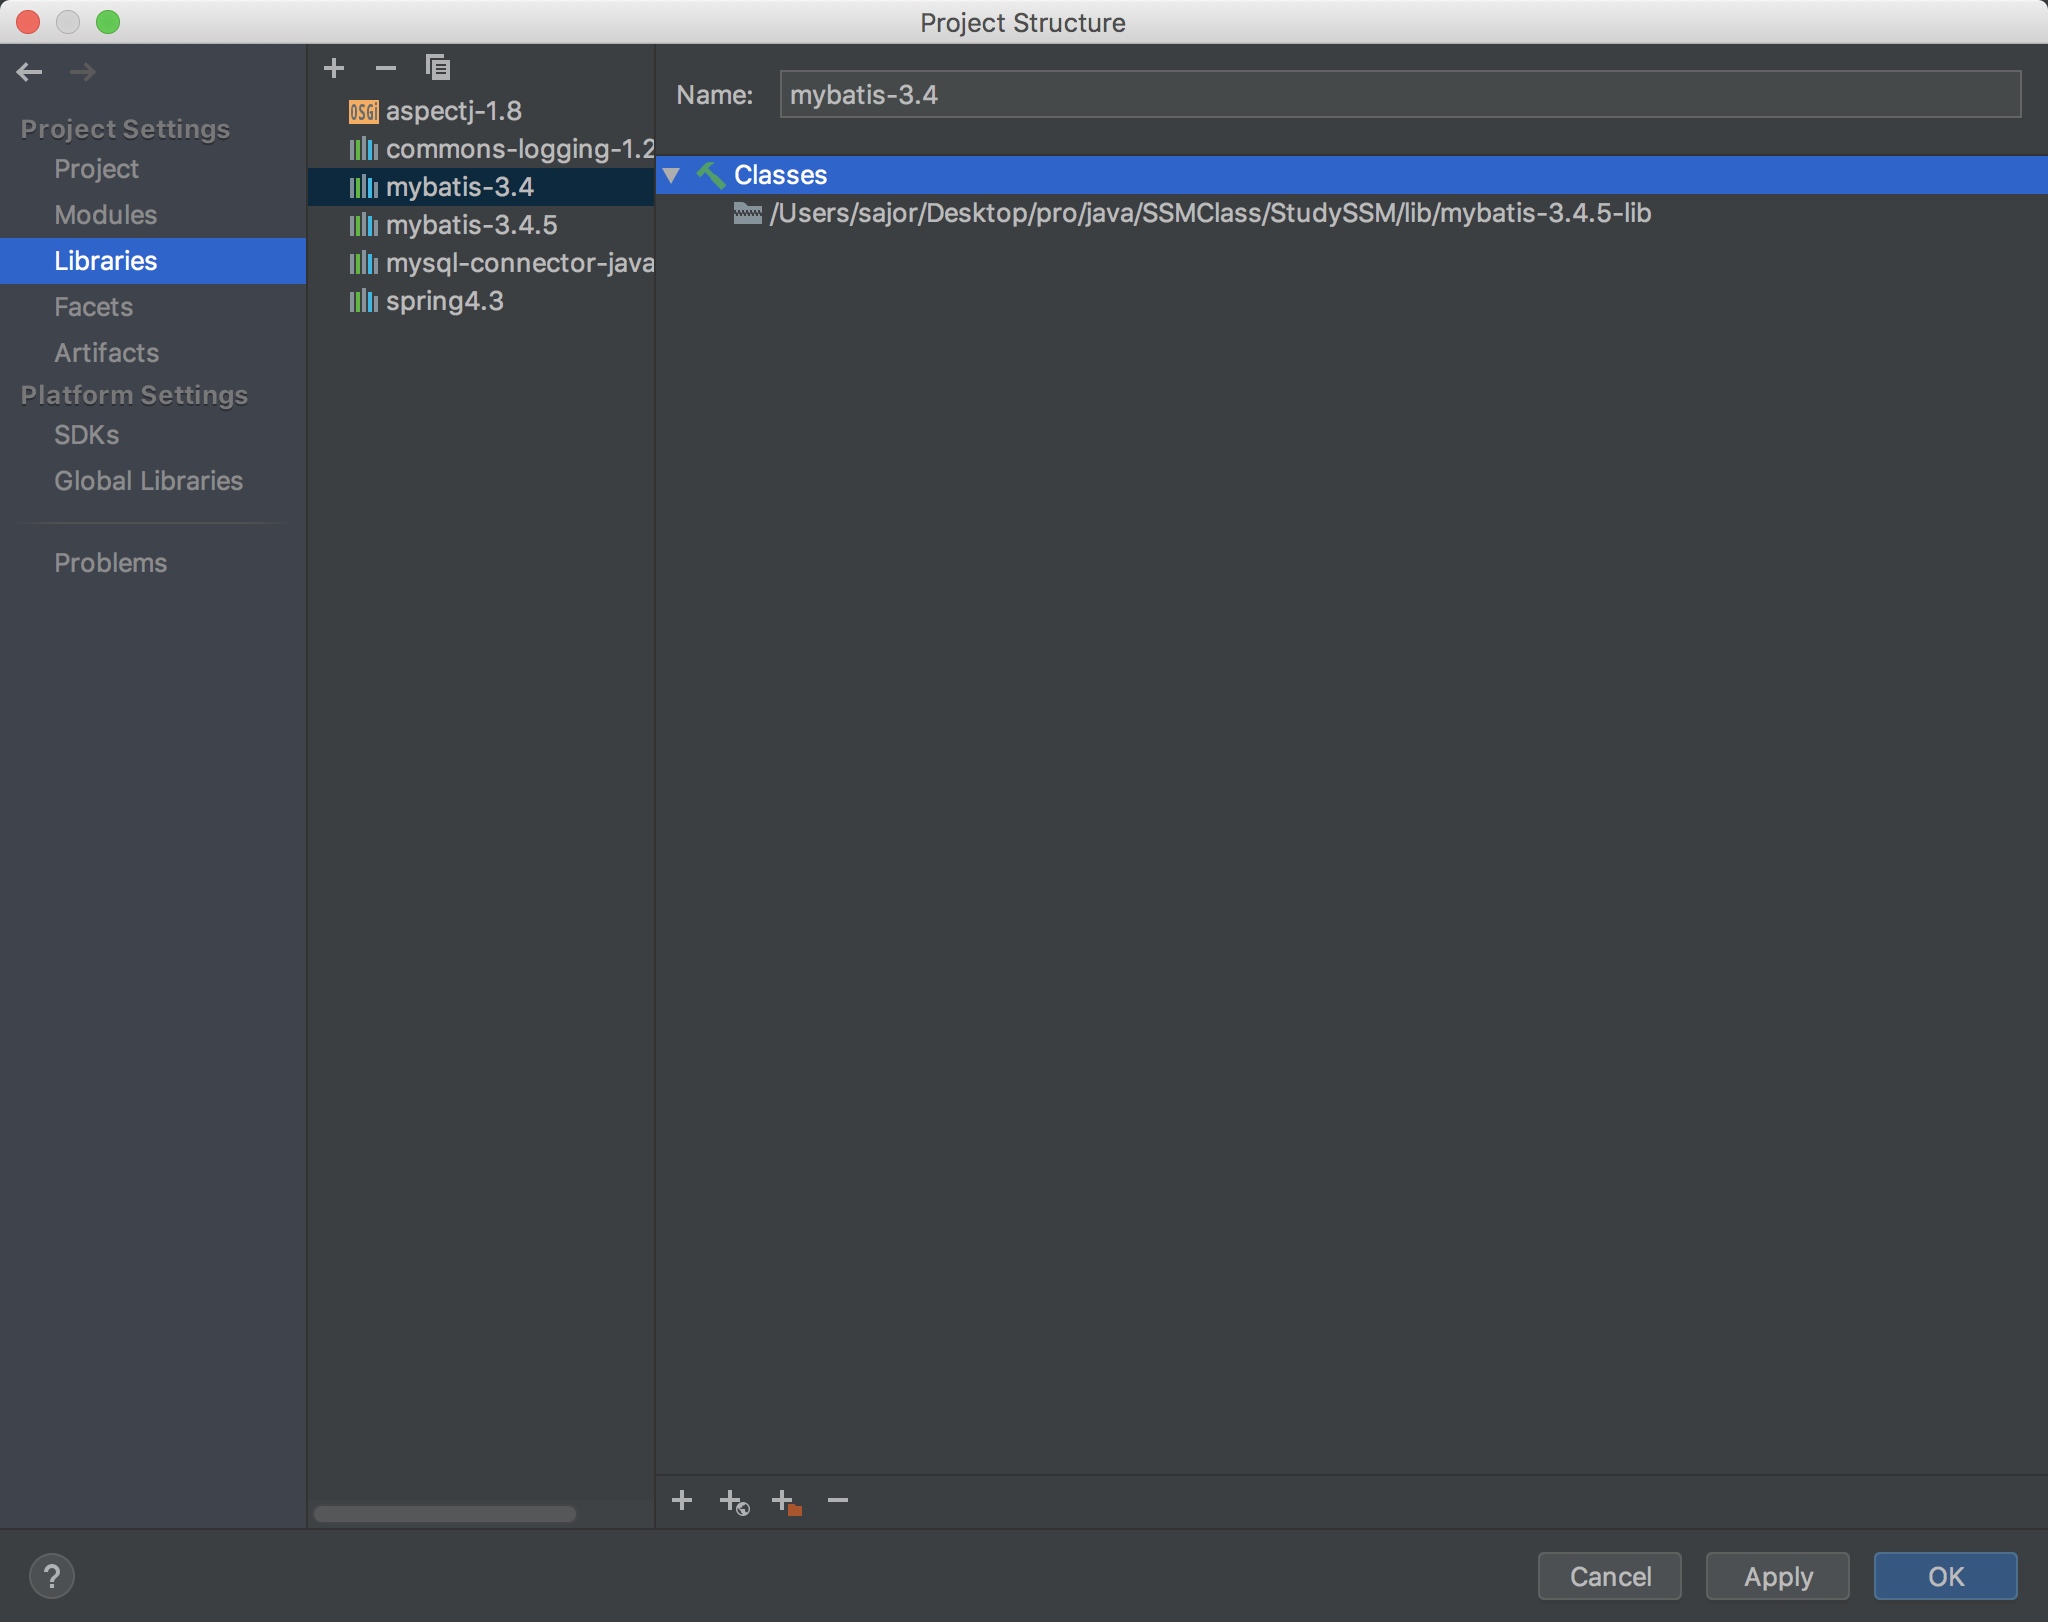 Project Structure
Project Settings
Project
Modules
Libraries
Facets
Artifacts
Platform Settings
SDKs
Global Libraries
Problems
OSGi aspectj-1.8
commons-logging-1.2
mybatis-3.4
mybatis-3.4.5
mysql-connector-java
spring4.3
Name: mybatis-3.4
Classes
/Users/sajor/Desktop/pro/java/SSMClass/StudySSM/lib/mybatis-3.4.5-lib
?
Cancel Apply OK